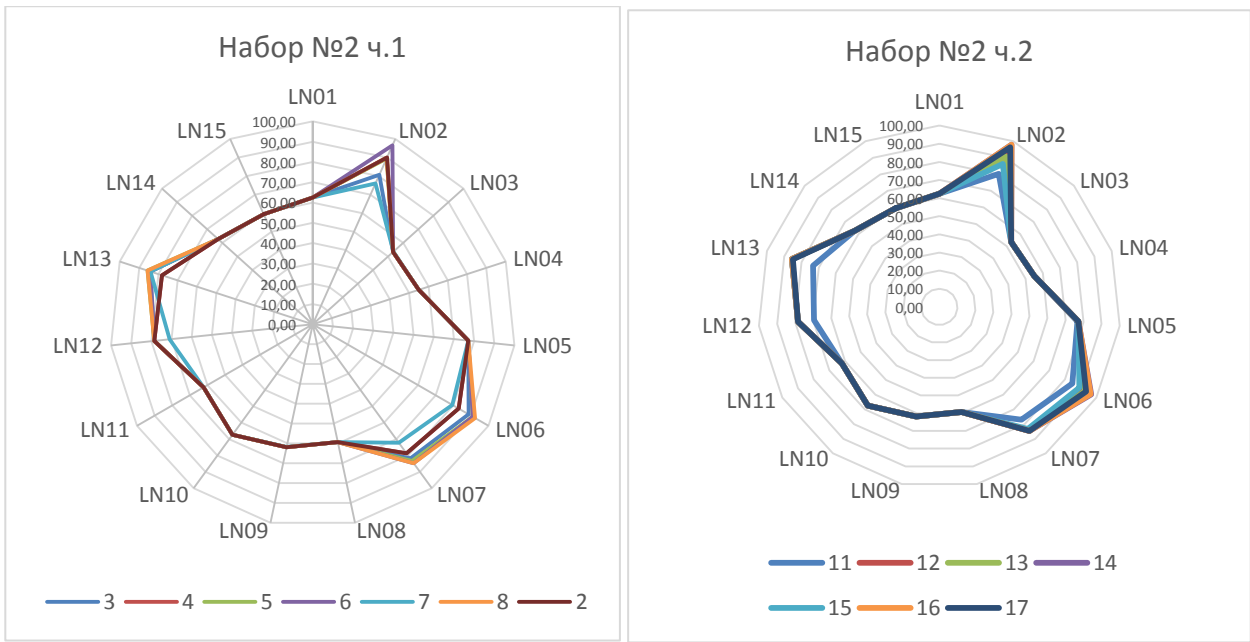 Набор №2 ч.1
LN01
LN02
LN03
LN04
LN05
LN06
LN07
LN08
LN09
LN10
LN11
LN12
LN13
LN14
LN15
100,00
90,00
80,00
70,00
60,00
50,00
40,00
30,00
20,00
10,00
0,00
3 4 5 6 7 8 2
Набор №2 ч.2
LN01
LN02
LN03
LN04
LN05
LN06
LN07
LN08
LN09
LN10
LN11
LN12
LN13
LN14
LN15
100,00
90,00
80,00
70,00
60,00
50,00
40,00
30,00
20,00
10,00
0,00
11 12 13 14
15 16 17